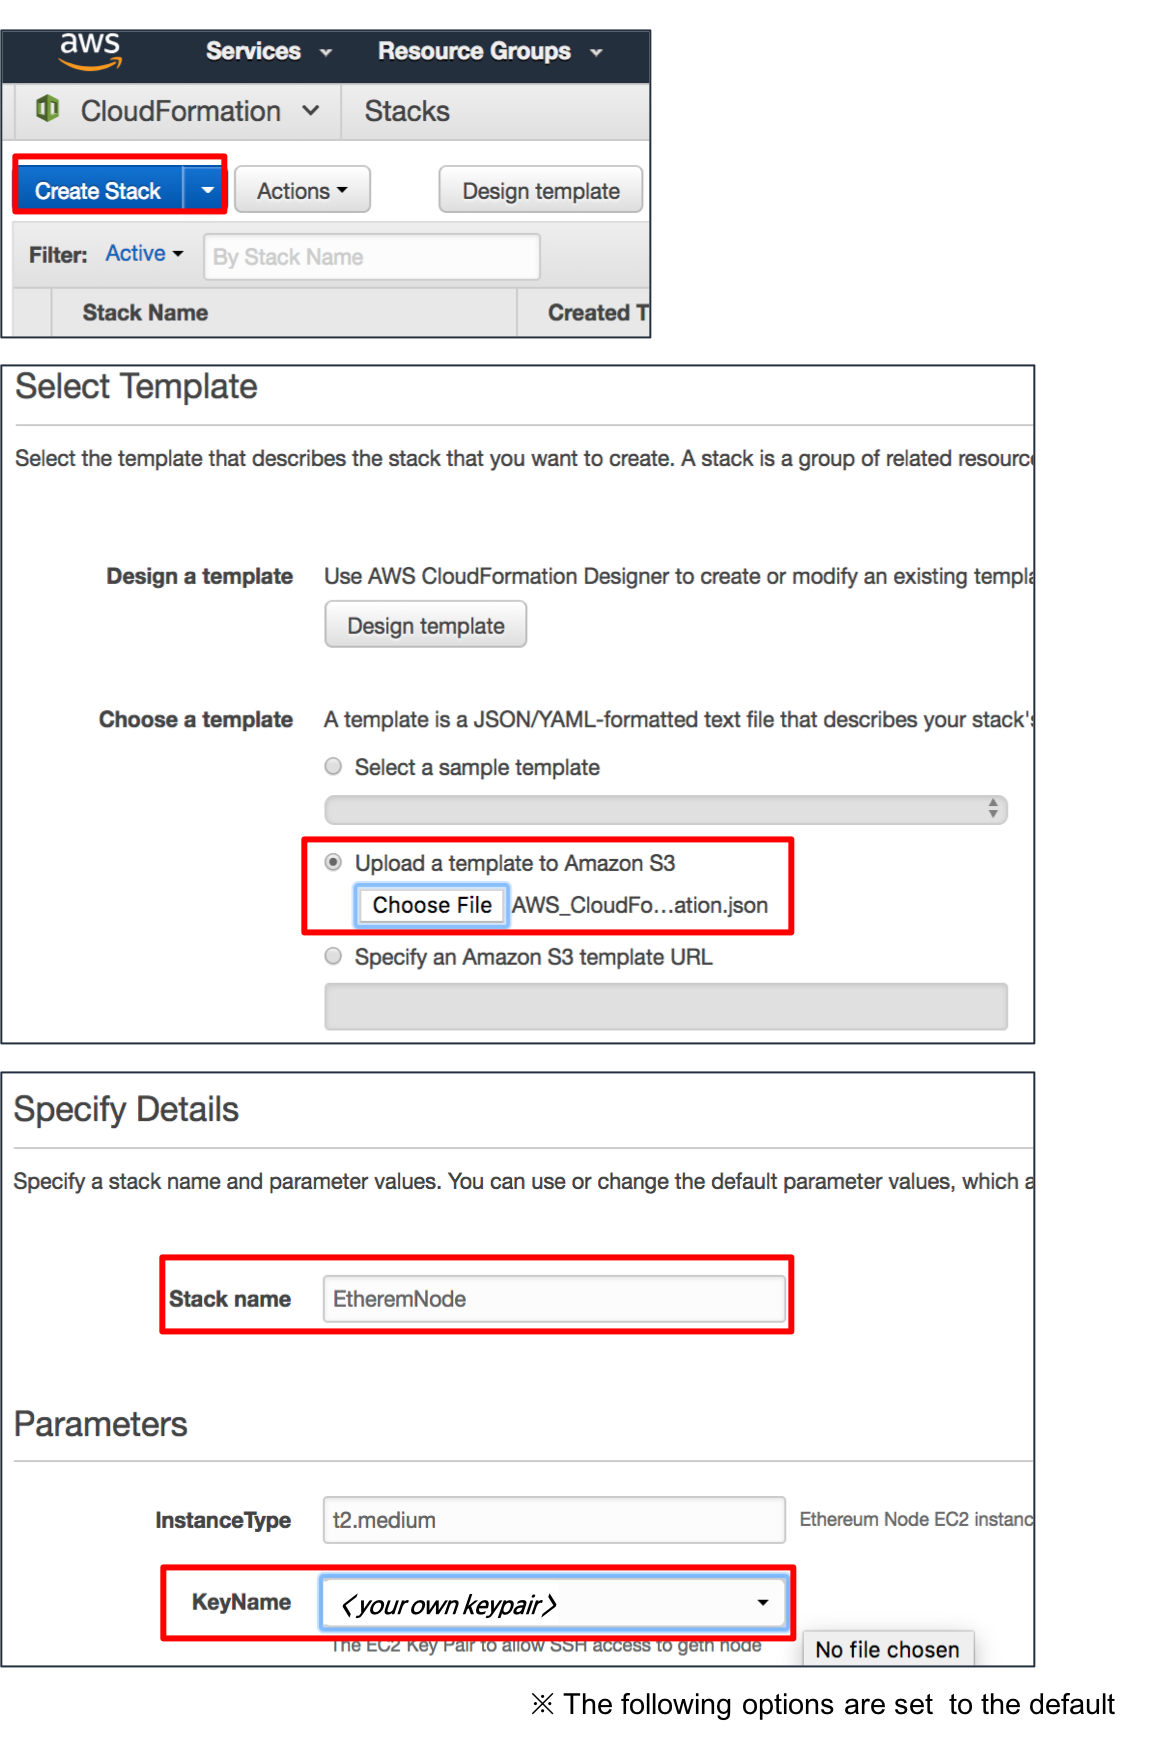 aws Services Resource Groups
CloudFormation Stacks
Create Stack Actions Design template
Filter: Active By Stack Name
Stack Name Created T
Select Template
Select the template that describes the stack that you want to create. A stack is a group of related resourc
Design a template Use AWS CloudFormation Designer to create or modify an existing templa
Design template
Choose a template A template is a JSON/YAML-formatted text file that describes your stack's
Select a sample template
Upload a template to Amazon S3
Choose File AWS_CloudFo...ation.json
Specify an Amazon S3 template URL
Specify Details
Specify a stack name and parameter values. You can use or change the default parameter values, which a
Stack name EtheremNode
Parameters
InstanceType t2.medium Ethereum Node EC2 instanc
KeyName <your own keypair>
The EC2 Key Pair to allow SSH access to geth node
No file chosen
※ The following options are set to the default